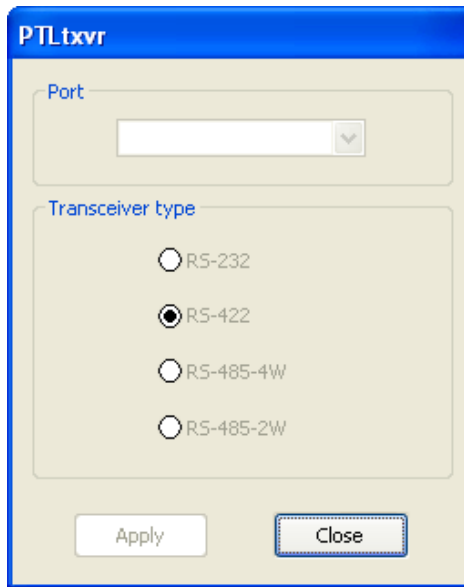 PTLtxvr
Port
Transceiver type
RS-232
RS-422
RS-485-4W
RS-485-2W
Apply
Close